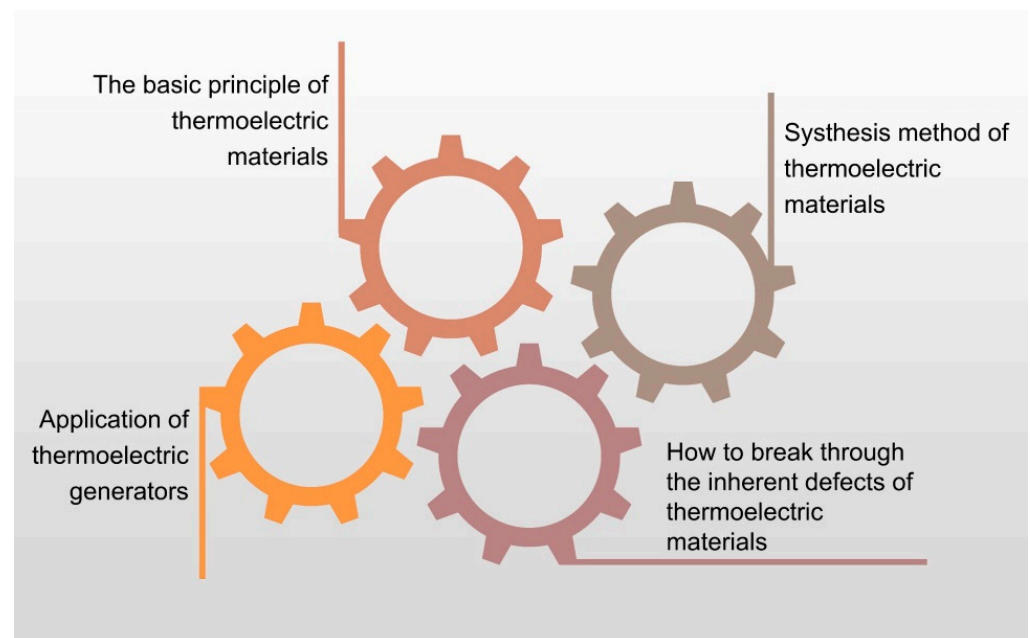 The basic principle of
thermoelectric
materials
Systhesis method of
thermoelectric
materials
Application of
thermoelectric
generators
How to break through
the inherent defects of
thermoelectric
materials